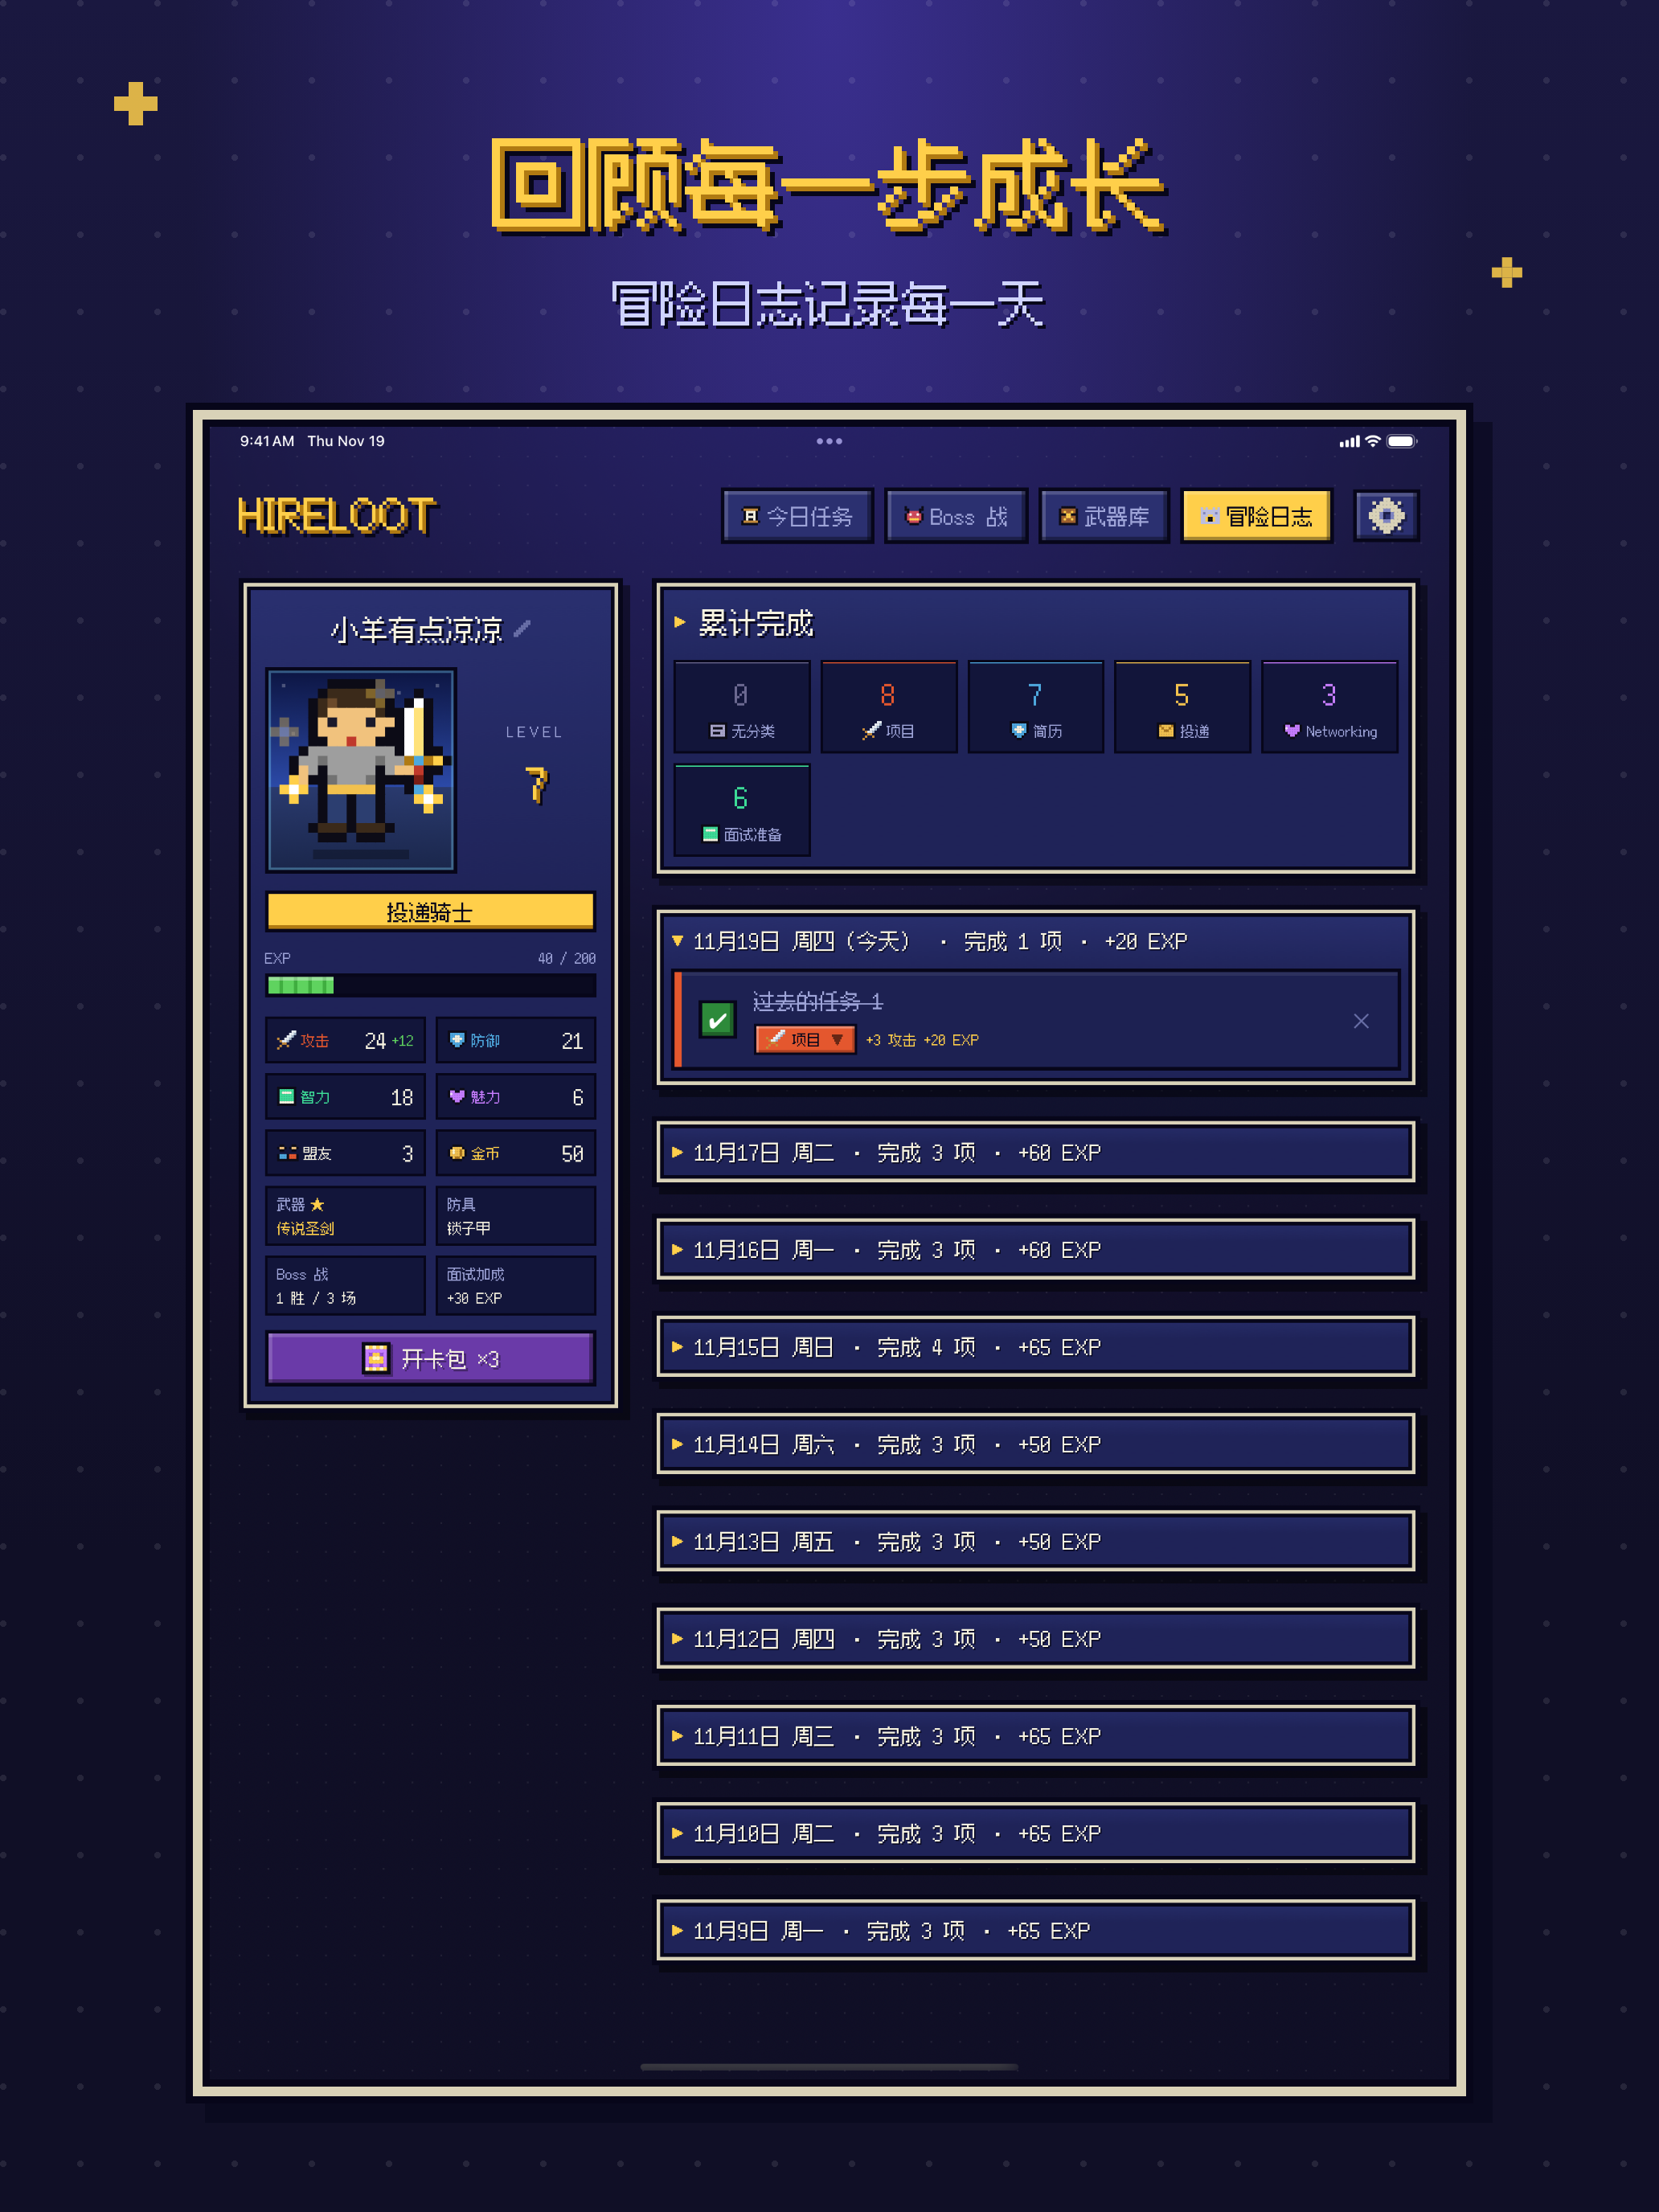 回顾每一步成长
冒险日志记录每一天
9:41 AM Thu Nov 19
HIRELOOT
今日任务
Boss 战
武器库
冒险日志
小羊有点凉凉
LEVEL
7
投递骑士
EXP 40 / 200
攻击 24 +12
防御 21
智力 18
魅力 6
盟友 3
金币 50
武器 ★
传说圣剑
防具
锁子甲
Boss 战
1 胜 / 3 场
面试加成
+30 EXP
开卡包 ×3
▶ 累计完成
0
无分类
8
项目
7
简历
5
投递
3
Networking
6
面试准备
▼ 11月19日 周四（今天） · 完成 1 项 · +20 EXP
过去的任务 1
项目 ▼ +3 攻击 +20 EXP
▶ 11月17日 周二 · 完成 3 项 · +60 EXP
▶ 11月16日 周一 · 完成 3 项 · +60 EXP
▶ 11月15日 周日 · 完成 4 项 · +65 EXP
▶ 11月14日 周六 · 完成 3 项 · +50 EXP
▶ 11月13日 周五 · 完成 3 项 · +50 EXP
▶ 11月12日 周四 · 完成 3 项 · +50 EXP
▶ 11月11日 周三 · 完成 3 项 · +65 EXP
▶ 11月10日 周二 · 完成 3 项 · +65 EXP
▶ 11月9日 周一 · 完成 3 项 · +65 EXP